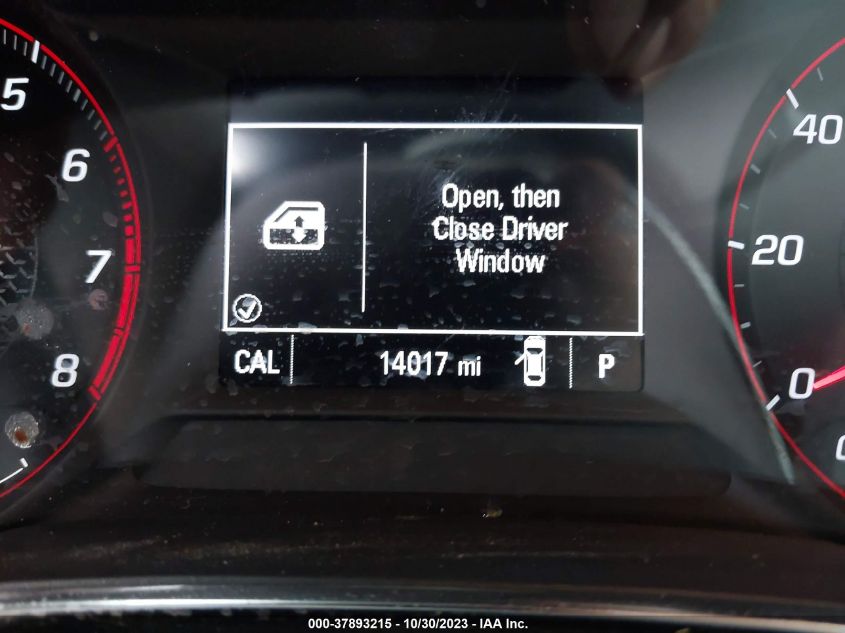 5
6
7
8
Open, then
Close Driver
Window
CAL 14017 mi P
40
20
0
000-37893215 - 10/30/2023 - IAA Inc.